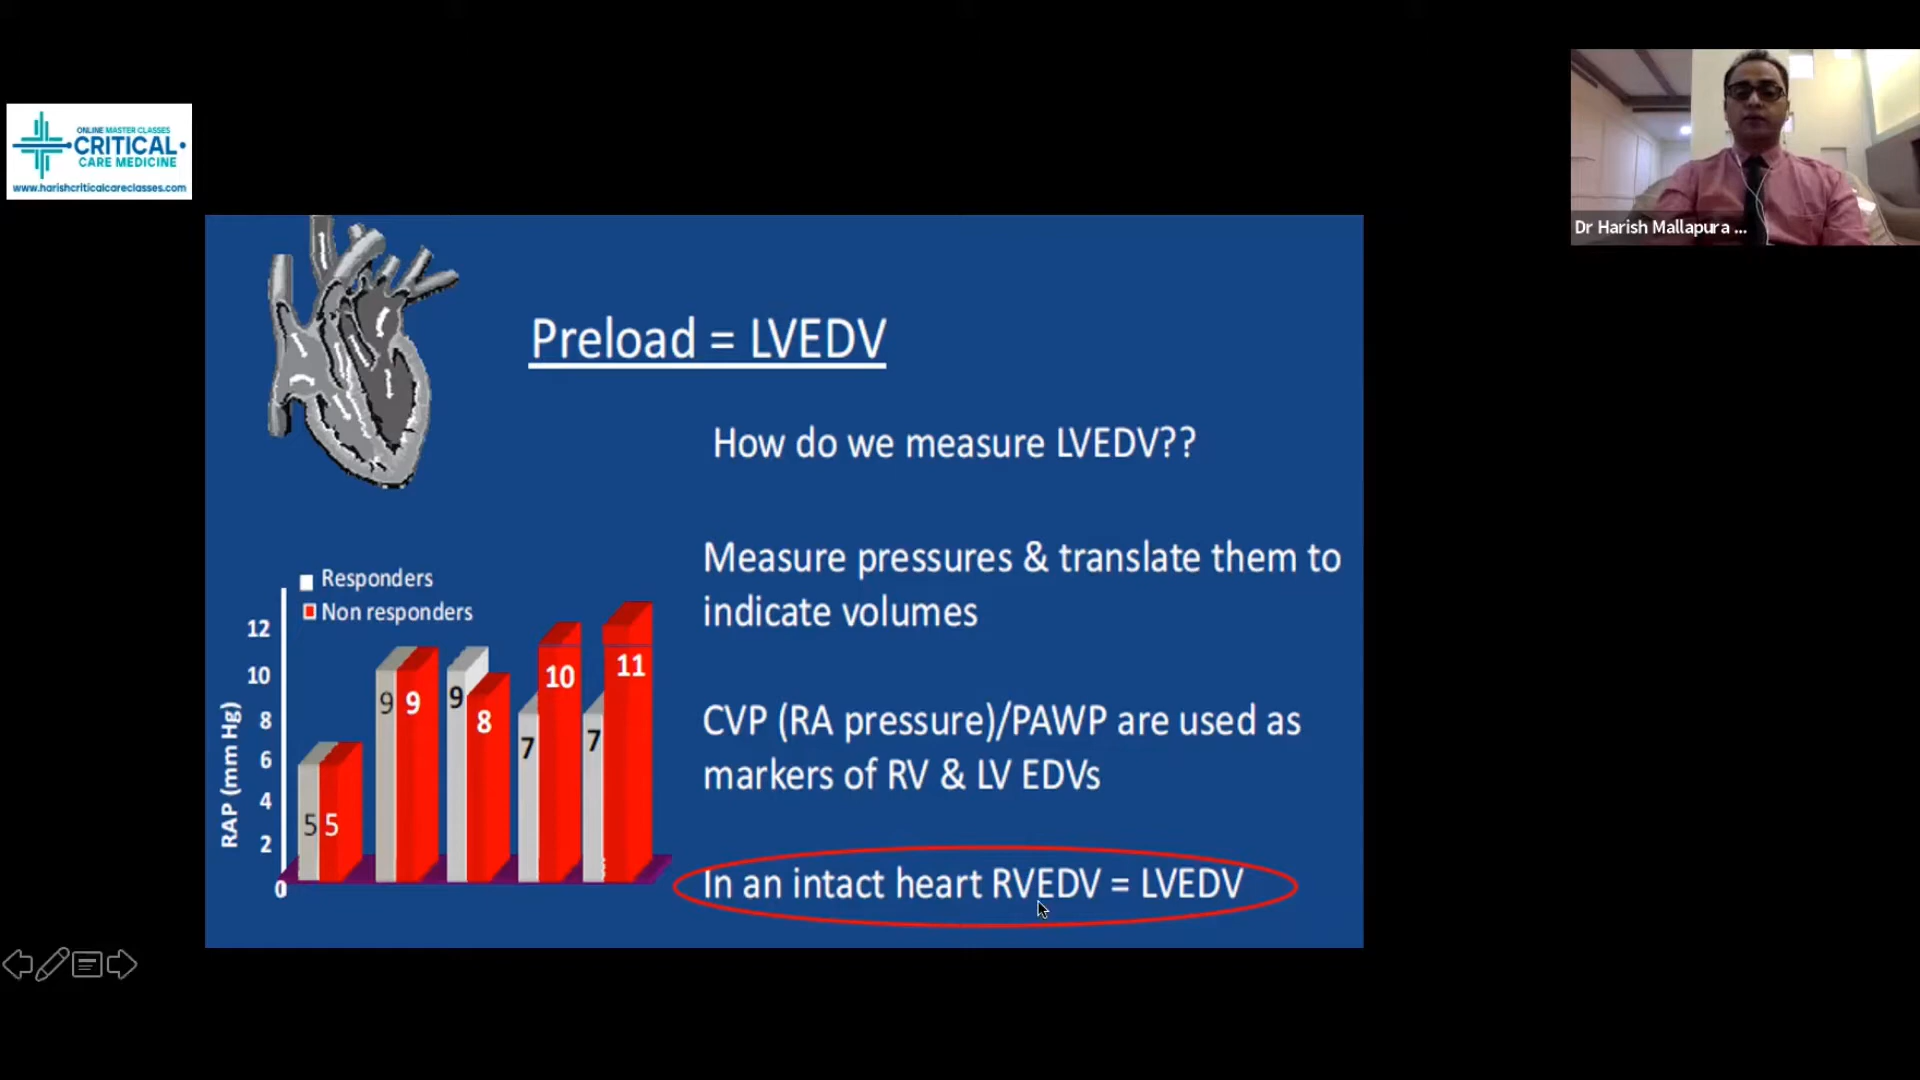 ONLINE MASTER CLASSES
CRITICAL
CARE MEDICINE
www.harishcriticalcareclasses.com
Dr Harish Mallapura ...
Preload = LVEDV
How do we measure LVEDV??
Measure pressures & translate them to
indicate volumes
CVP (RA pressure)/PAWP are used as
markers of RV & LV EDVs
In an intact heart RVEDV = LVEDV
Responders
Non responders
RAP (mm Hg)
12
10
8
6
4
2
0
5 5
9 9
9 8
7 10
7 11